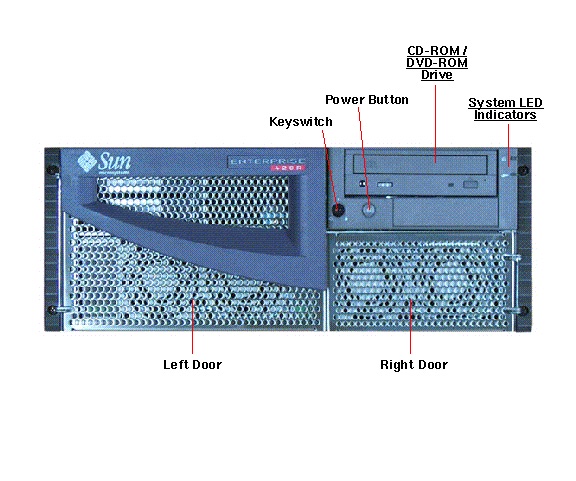 CD-ROM /
DVD-ROM
Drive
Power Button
System LED
Indicators
Keyswitch
Sun
microsystems
ENTERPRISE
420R
Left Door
Right Door